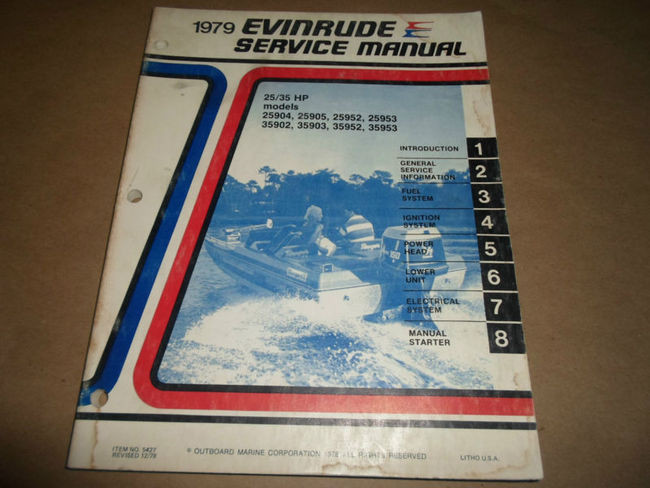 1979 EVINRUDE
SERVICE MANUAL
25/35 HP
models
25904, 25905, 25952, 25953
35902, 35903, 35952, 35953
INTRODUCTION 1
GENERAL
SERVICE
INFORMATION 2
FUEL
SYSTEM 3
IGNITION
SYSTEM 4
POWER
HEAD 5
LOWER
UNIT 6
ELECTRICAL
SYSTEM 7
MANUAL
STARTER 8
ITEM NO. 5427
REVISED 12/78
© OUTBOARD MARINE CORPORATION 1978 ALL RIGHTS RESERVED
LITHO U.S.A.